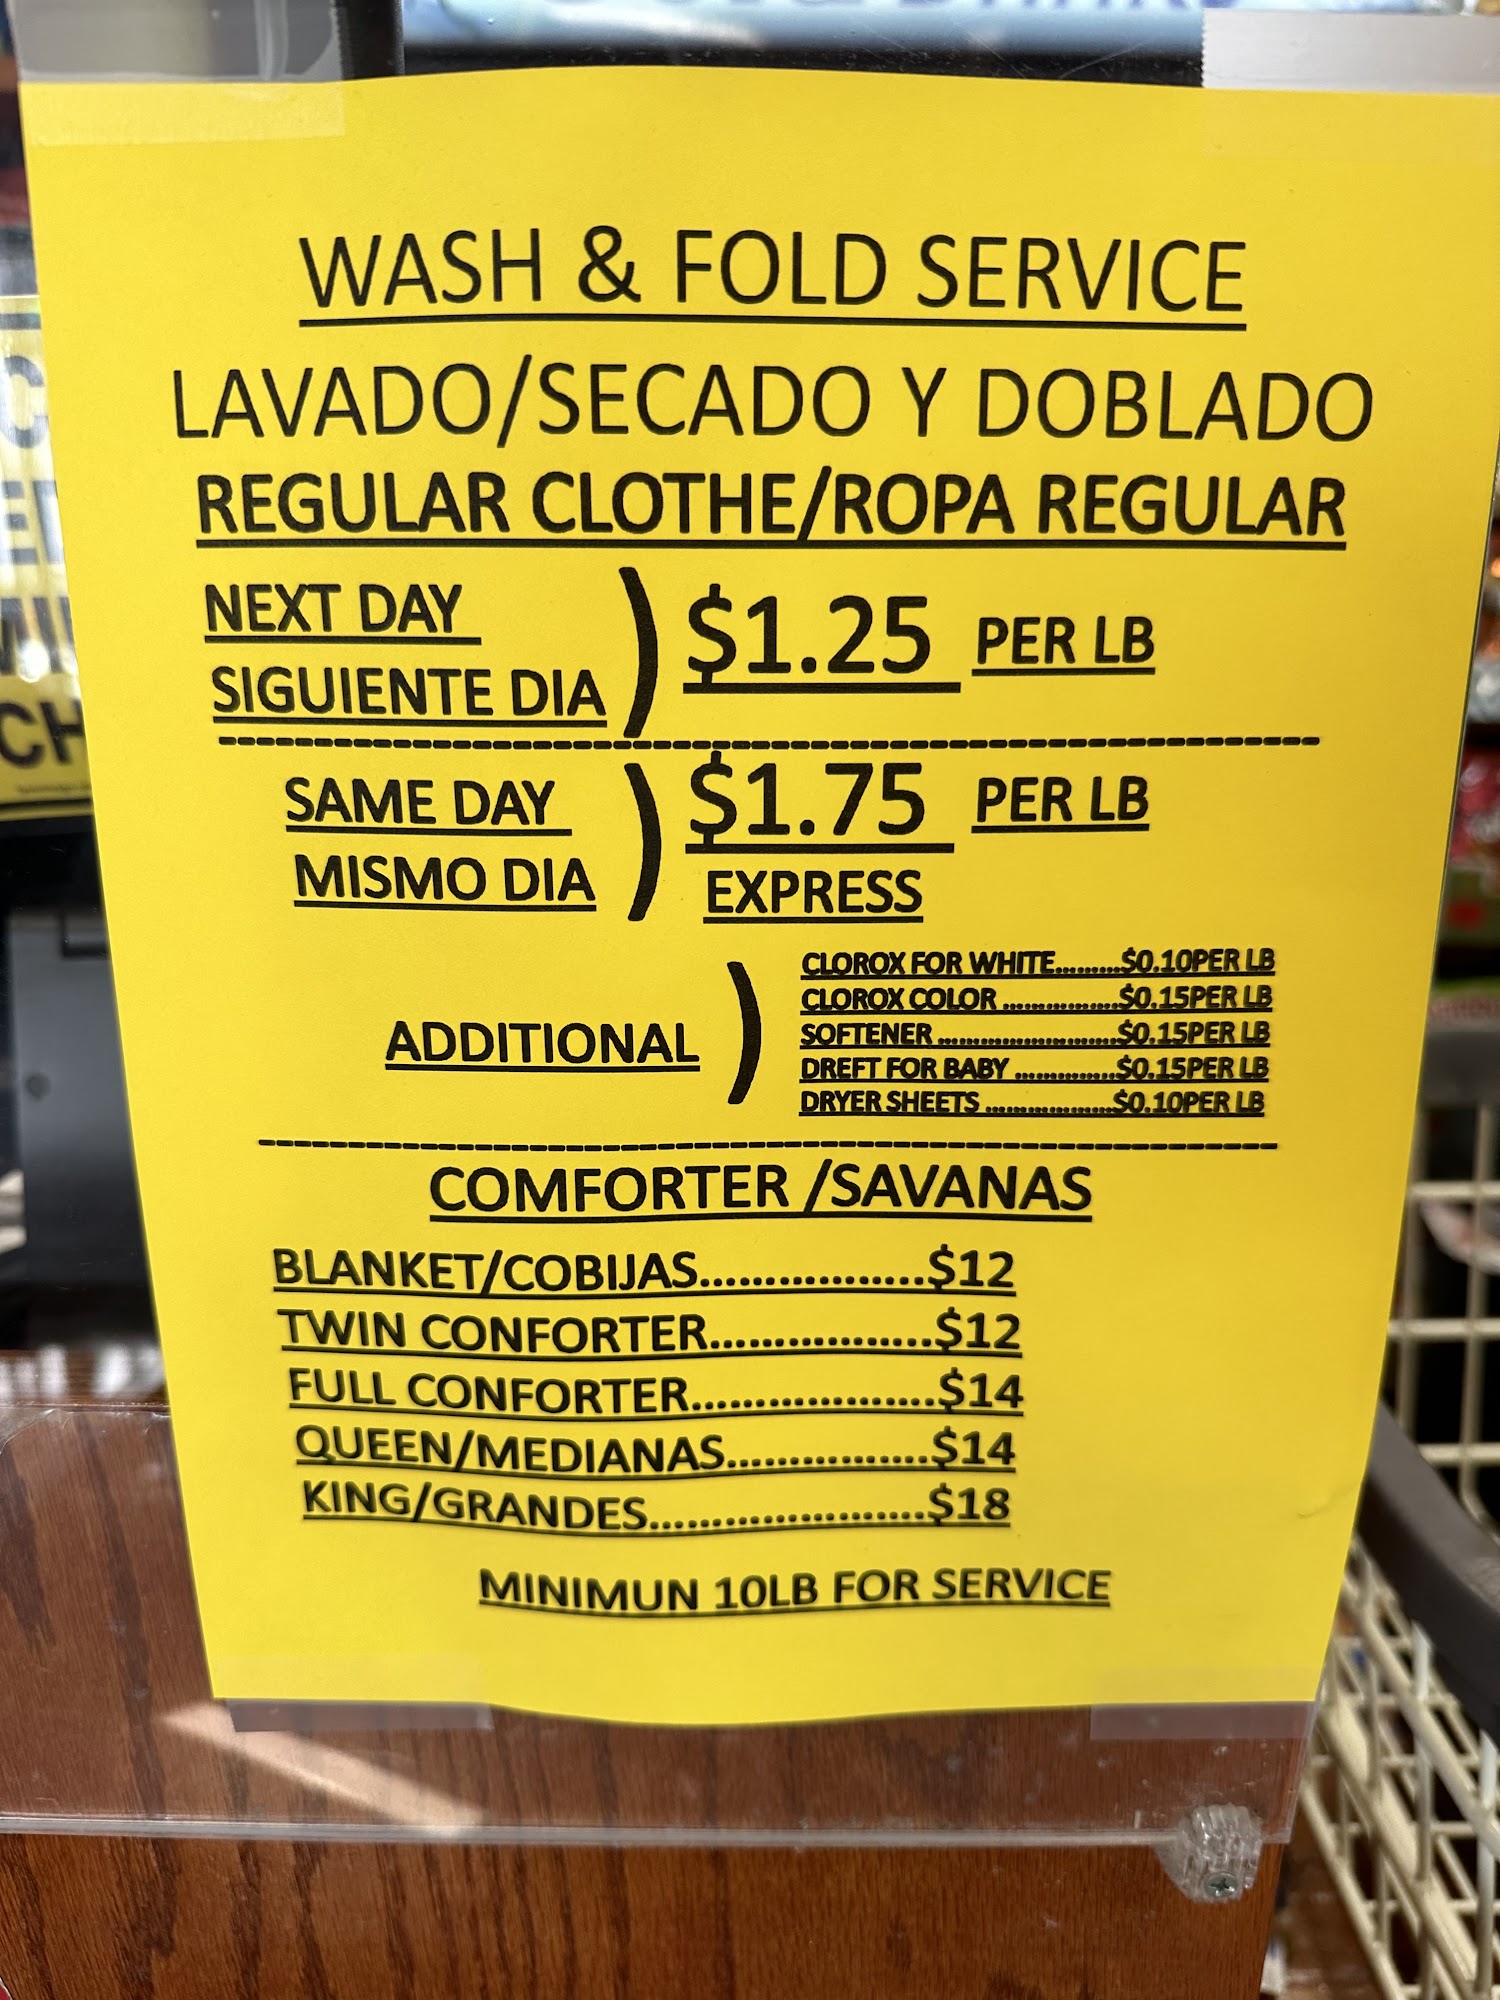 WASH & FOLD SERVICE
LAVADO/SECADO Y DOBLADO
REGULAR CLOTHE/ROPA REGULAR
NEXT DAY
SIGUIENTE DIA
) $1.25 PER LB
SAME DAY
MISMO DIA
) $1.75 PER LB
EXPRESS
ADDITIONAL )
CLOROX FOR WHITE.........$0.10PER LB
CLOROX COLOR ................$0.15PER LB
SOFTENER .........................$0.15PER LB
DREFT FOR BABY ..............$0.15PER LB
DRYER SHEETS ..................$0.10PER LB
COMFORTER /SAVANAS
BLANKET/COBIJAS..................$12
TWIN CONFORTER..................$12
FULL CONFORTER...................$14
QUEEN/MEDIANAS................$14
KING/GRANDES......................$18
MINIMUN 10LB FOR SERVICE